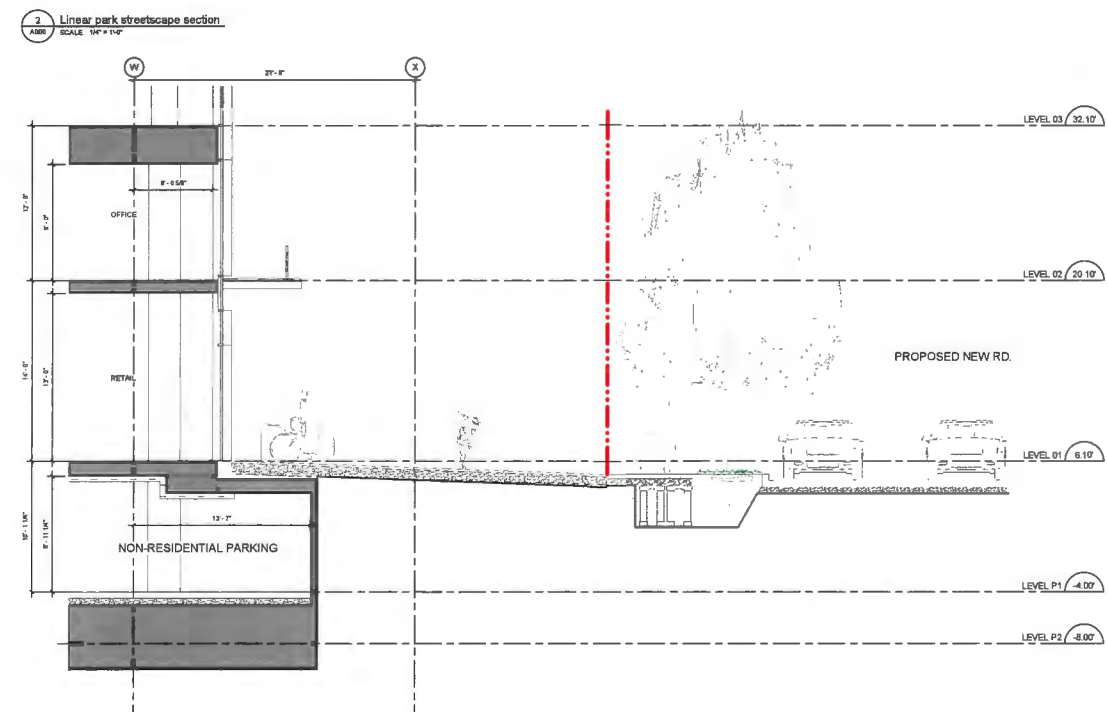 2
A000
Linear park streetscape section
SCALE 1/4" = 1'-0"
W
X
LEVEL 03 32.10'
12'- 0"
9'- 0"
OFFICE
LEVEL 02 20.10'
14'- 0"
13'- 0"
RETAIL
PROPOSED NEW RD.
LEVEL 01 6.10'
13'- 7"
NON-RESIDENTIAL PARKING
LEVEL P1 -4.00'
LEVEL P2 -8.00'